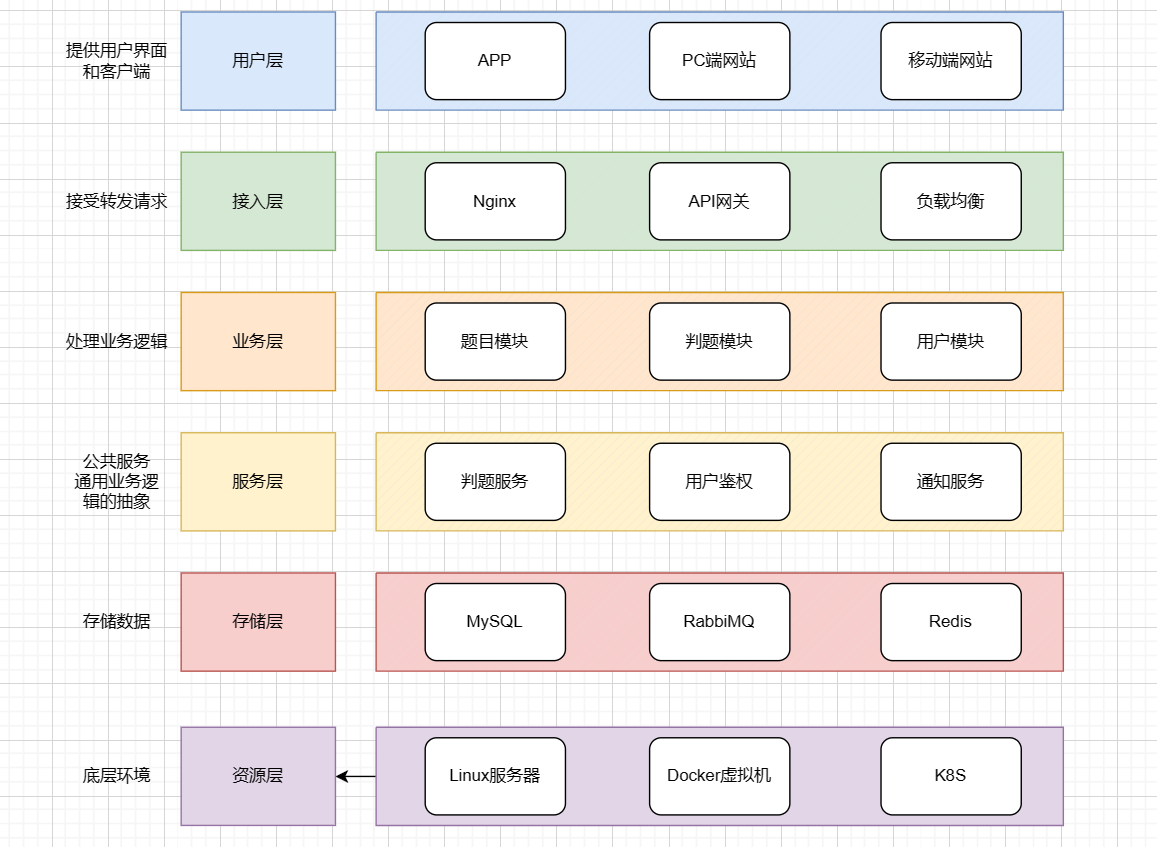 提供用户界面
和客户端
用户层
APP
PC端网站
移动端网站
接受转发请求
接入层
Nginx
API网关
负载均衡
处理业务逻辑
业务层
题目模块
判题模块
用户模块
公共服务
通用业务逻
辑的抽象
服务层
判题服务
用户鉴权
通知服务
存储数据
存储层
MySQL
RabbiMQ
Redis
底层环境
资源层
Linux服务器
Docker虚拟机
K8S